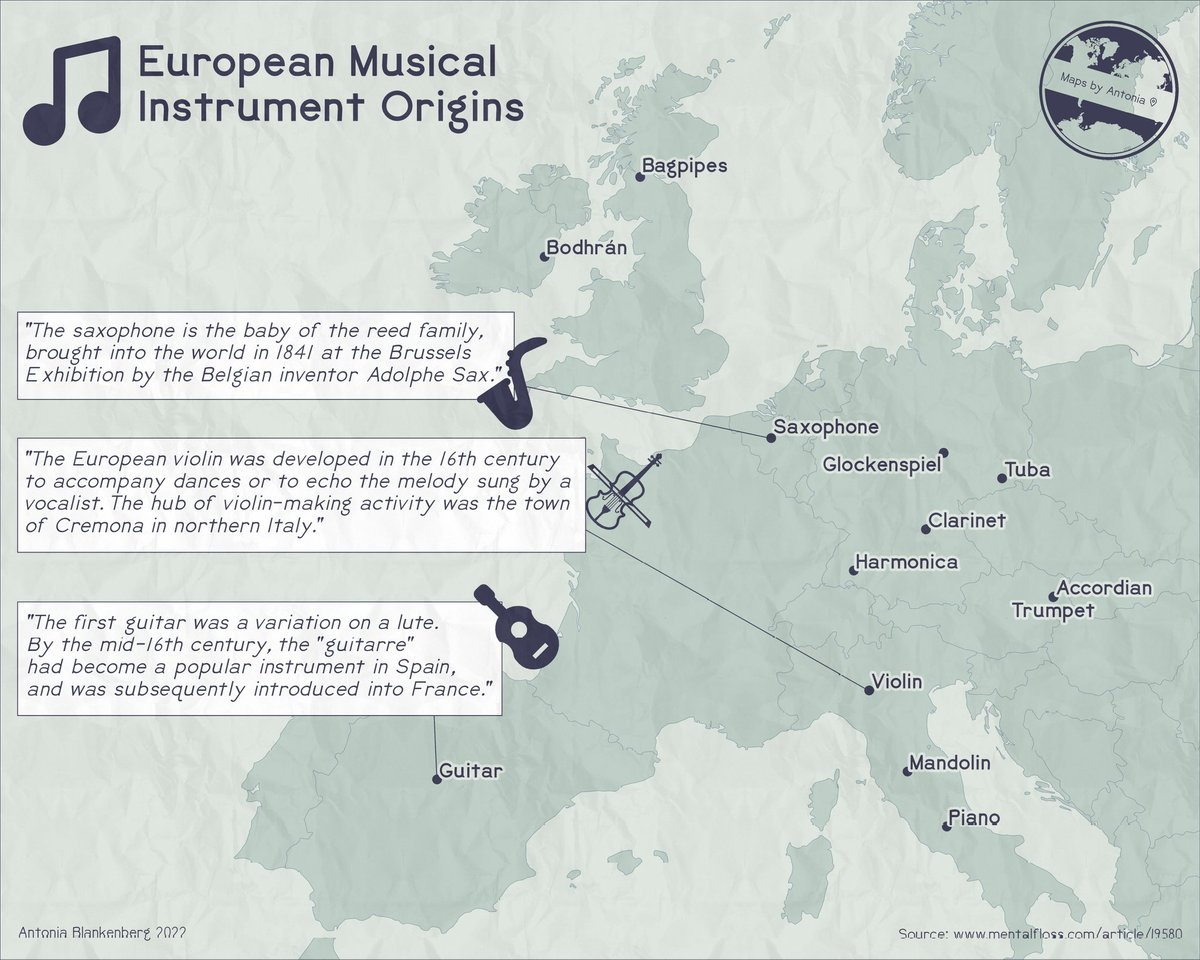 European Musical
Instrument Origins
Maps by Antonia
Bagpipes
Bodhrán
"The saxophone is the baby of the reed family,
brought into the world in 1841 at the Brussels
Exhibition by the Belgian inventor Adolphe Sax."
Saxophone
Glockenspiel
Tuba
"The European violin was developed in the 16th century
to accompany dances or to echo the melody sung by a
vocalist. The hub of violin-making activity was the town
of Cremona in northern Italy."
Clarinet
Harmonica
Accordian
Trumpet
"The first guitar was a variation on a lute.
By the mid-16th century, the "guitarre"
had become a popular instrument in Spain,
and was subsequently introduced into France."
Violin
Mandolin
Guitar
Piano
Antonia Blankenberg 2022
Source: www.mentalfloss.com/article/19580